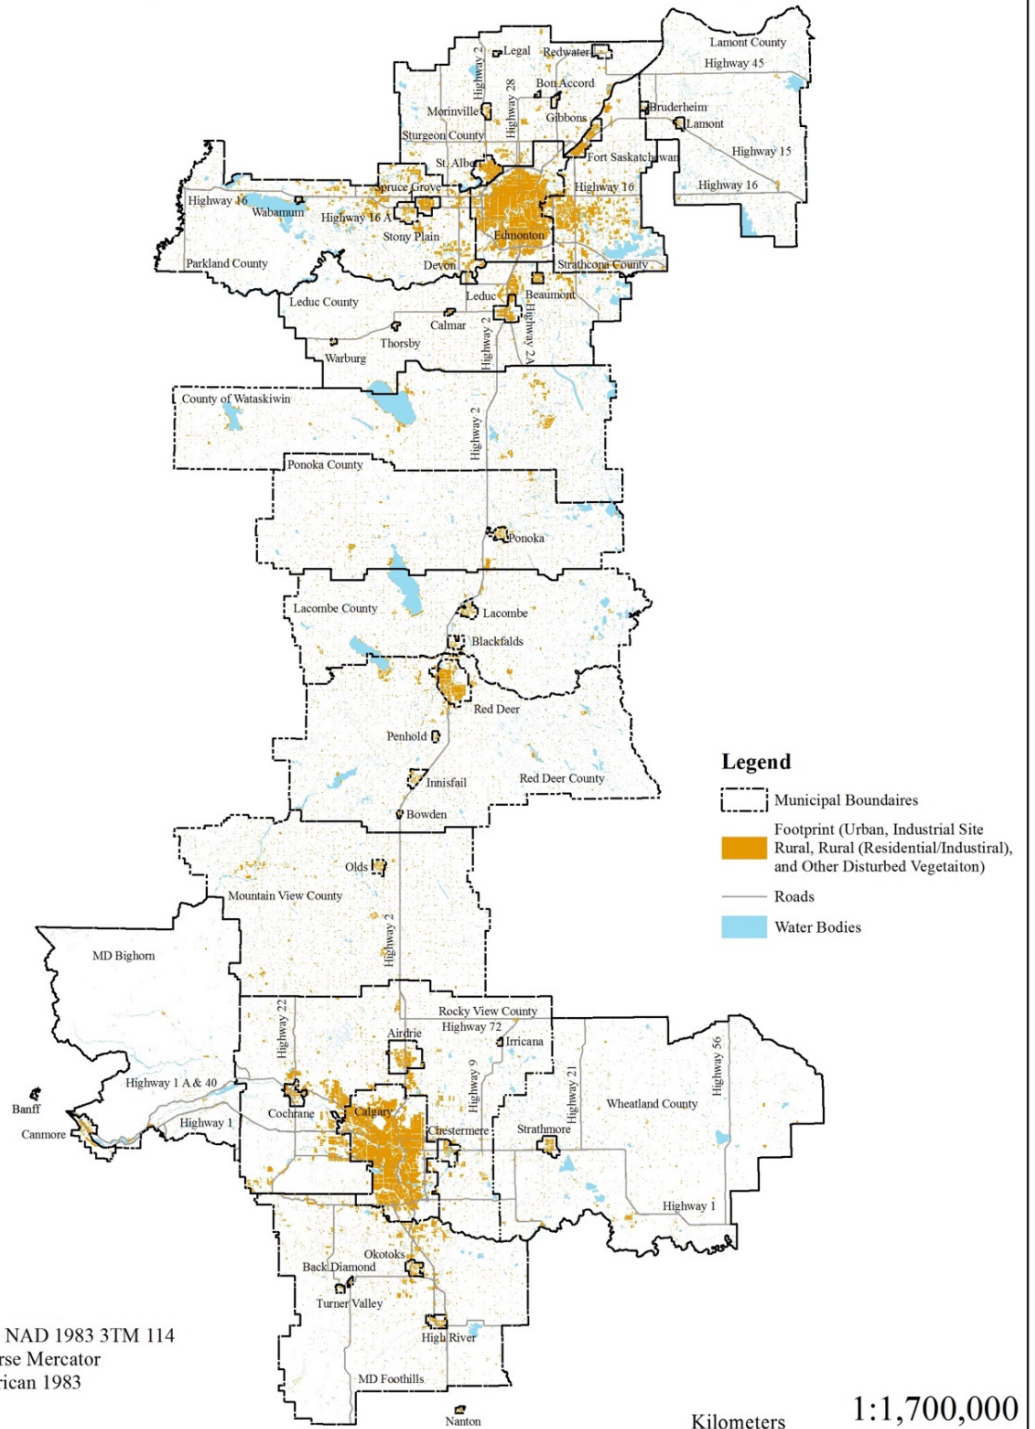 Lamont County
Highway 45
Legal
Redwater
Highway 2
Highway 28
Bon Accord
Morinville
Gibbons
Bruderheim
Lamont
Sturgeon County
Highway 15
St. Albe
Fort Saskatchewan
Spruce Grove
Highway 16
Highway 16
Highway 16
Wabamum
Highway 16 A
Stony Plain
Edmonton
Parkland County
Devon
Strathcona County
Leduc County
Leduc
Beaumont
Calmar
Highway 2
Highway 2A
Thorsby
Warburg
County of Wataskiwin
Highway 2
Ponoka County
Ponoka
Lacombe County
Lacombe
Blackfalds
Red Deer
Penhold
Innisfail
Red Deer County
Bowden
Legend
Municipal Boundaires
Footprint (Urban, Industrial Site
Rural, Rural (Residential/Industiral),
and Other Disturbed Vegetaiton)
Roads
Water Bodies
Olds
Mountain View County
Highway 2
MD Bighorn
Highway 22
Rocky View County
Highway 72
Airdrie
Irricana
Highway 9
Highway 21
Highway 56
Highway 1 A & 40
Banff
Cochrane
Calgary
Wheatland County
Canmore
Highway 1
Chestermere
Strathmore
Highway 1
Okotoks
Back Diamond
Turner Valley
High River
MD Foothills
Nanton
NAD 1983 3TM 114
rse Mercator
rican 1983
Kilometers
1:1,700,000